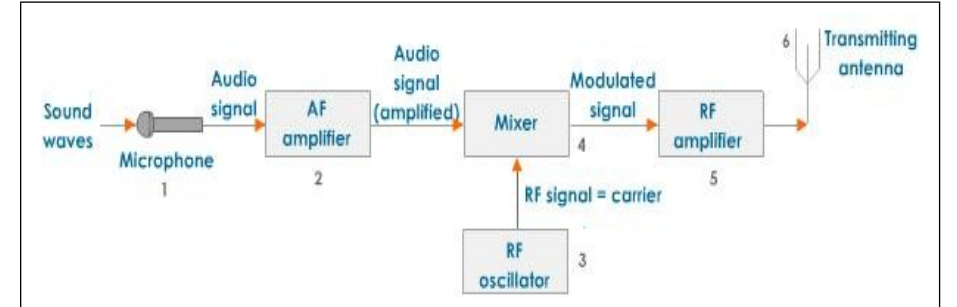 Sound
waves
Microphone
1
Audio
signal
AF
amplifier
2
Audio
signal
(amplified)
Mixer
4
RF signal = carrier
RF
oscillator
3
Modulated
signal
RF
amplifier
5
6
Transmitting
antenna